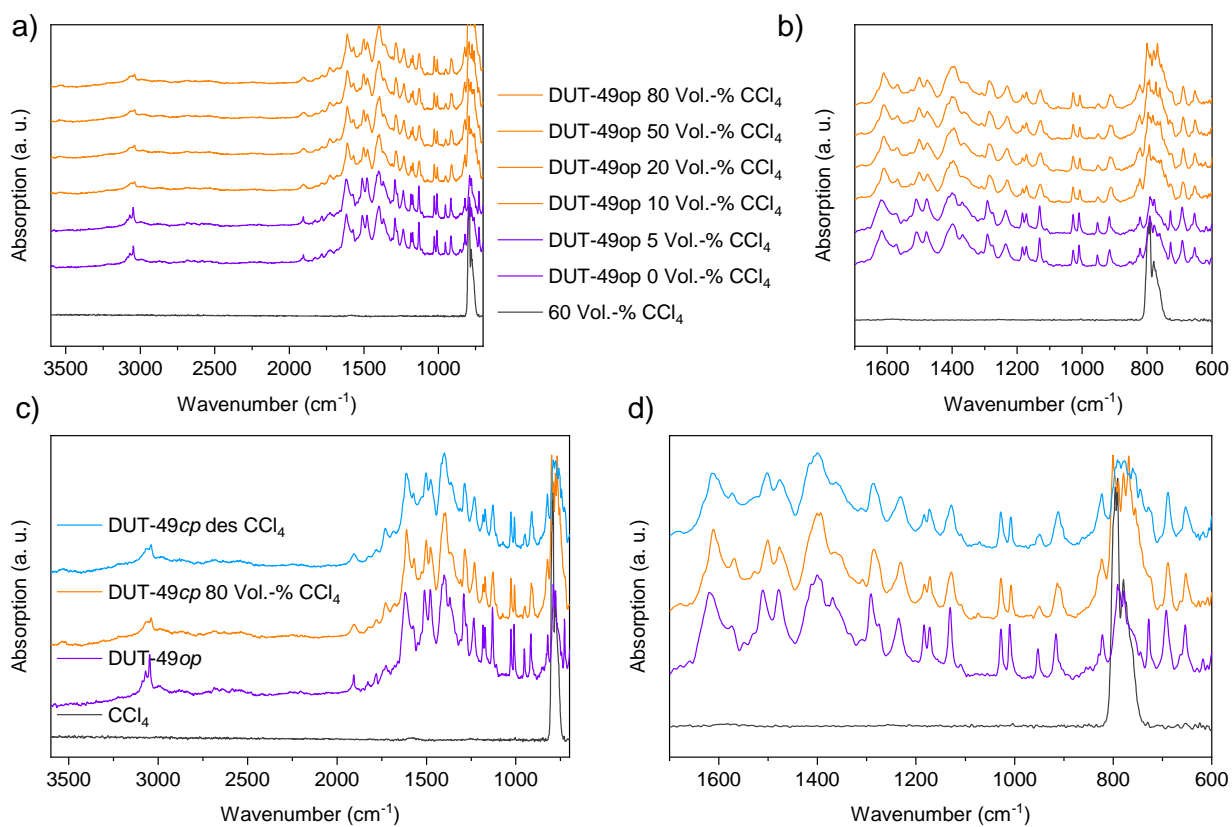 a)
Absorption (a. u.)
3500 3000 2500 2000 1500 1000
Wavenumber (cm⁻¹)
DUT-49op 80 Vol.-% CCl₄
DUT-49op 50 Vol.-% CCl₄
DUT-49op 20 Vol.-% CCl₄
DUT-49op 10 Vol.-% CCl₄
DUT-49op 5 Vol.-% CCl₄
DUT-49op 0 Vol.-% CCl₄
60 Vol.-% CCl₄
b)
Absorption (a. u.)
1600 1400 1200 1000 800 600
Wavenumber (cm⁻¹)
c)
Absorption (a. u.)
DUT-49cp des CCl₄
DUT-49cp 80 Vol.-% CCl₄
DUT-49op
CCl₄
3500 3000 2500 2000 1500 1000
Wavenumber (cm⁻¹)
d)
Absorption (a. u.)
1600 1400 1200 1000 800 600
Wavenumber (cm⁻¹)